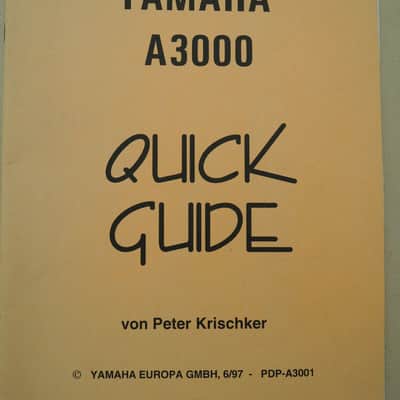 YAMAHA
A3000
QUICK
GUIDE
von Peter Krischker
© YAMAHA EUROPA GMBH, 6/97 - PDP-A3001